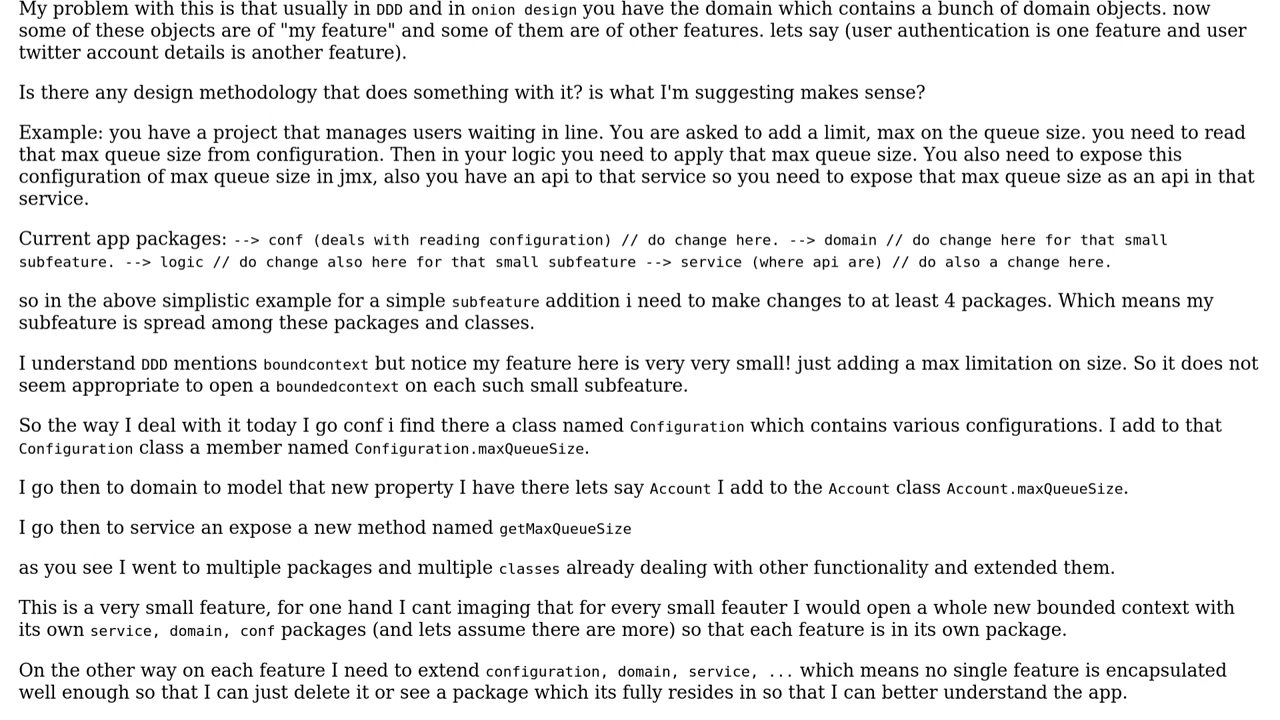 My problem with this is that usually in DDD and in onion design you have the domain which contains a bunch of domain objects. now
some of these objects are of "my feature" and some of them are of other features. lets say (user authentication is one feature and user
twitter account details is another feature).
Is there any design methodology that does something with it? is what I'm suggesting makes sense?
Example: you have a project that manages users waiting in line. You are asked to add a limit, max on the queue size. you need to read
that max queue size from configuration. Then in your logic you need to apply that max queue size. You also need to expose this
configuration of max queue size in jmx, also you have an api to that service so you need to expose that max queue size as an api in that
service.
Current app packages: --> conf (deals with reading configuration) // do change here. --> domain // do change here for that small
subfeature. --> logic // do change also here for that small subfeature --> service (where api are) // do also a change here.
so in the above simplistic example for a simple subfeature addition i need to make changes to at least 4 packages. Which means my
subfeature is spread among these packages and classes.
I understand DDD mentions boundcontext but notice my feature here is very very small! just adding a max limitation on size. So it does not
seem appropriate to open a boundedcontext on each such small subfeature.
So the way I deal with it today I go conf i find there a class named Configuration which contains various configurations. I add to that
Configuration class a member named Configuration.maxQueueSize.
I go then to domain to model that new property I have there lets say Account I add to the Account class Account.maxQueueSize.
I go then to service an expose a new method named getMaxQueueSize
as you see I went to multiple packages and multiple classes already dealing with other functionality and extended them.
This is a very small feature, for one hand I cant imaging that for every small feauter I would open a whole new bounded context with
its own service, domain, conf packages (and lets assume there are more) so that each feature is in its own package.
On the other way on each feature I need to extend configuration, domain, service, ... which means no single feature is encapsulated
well enough so that I can just delete it or see a package which its fully resides in so that I can better understand the app.